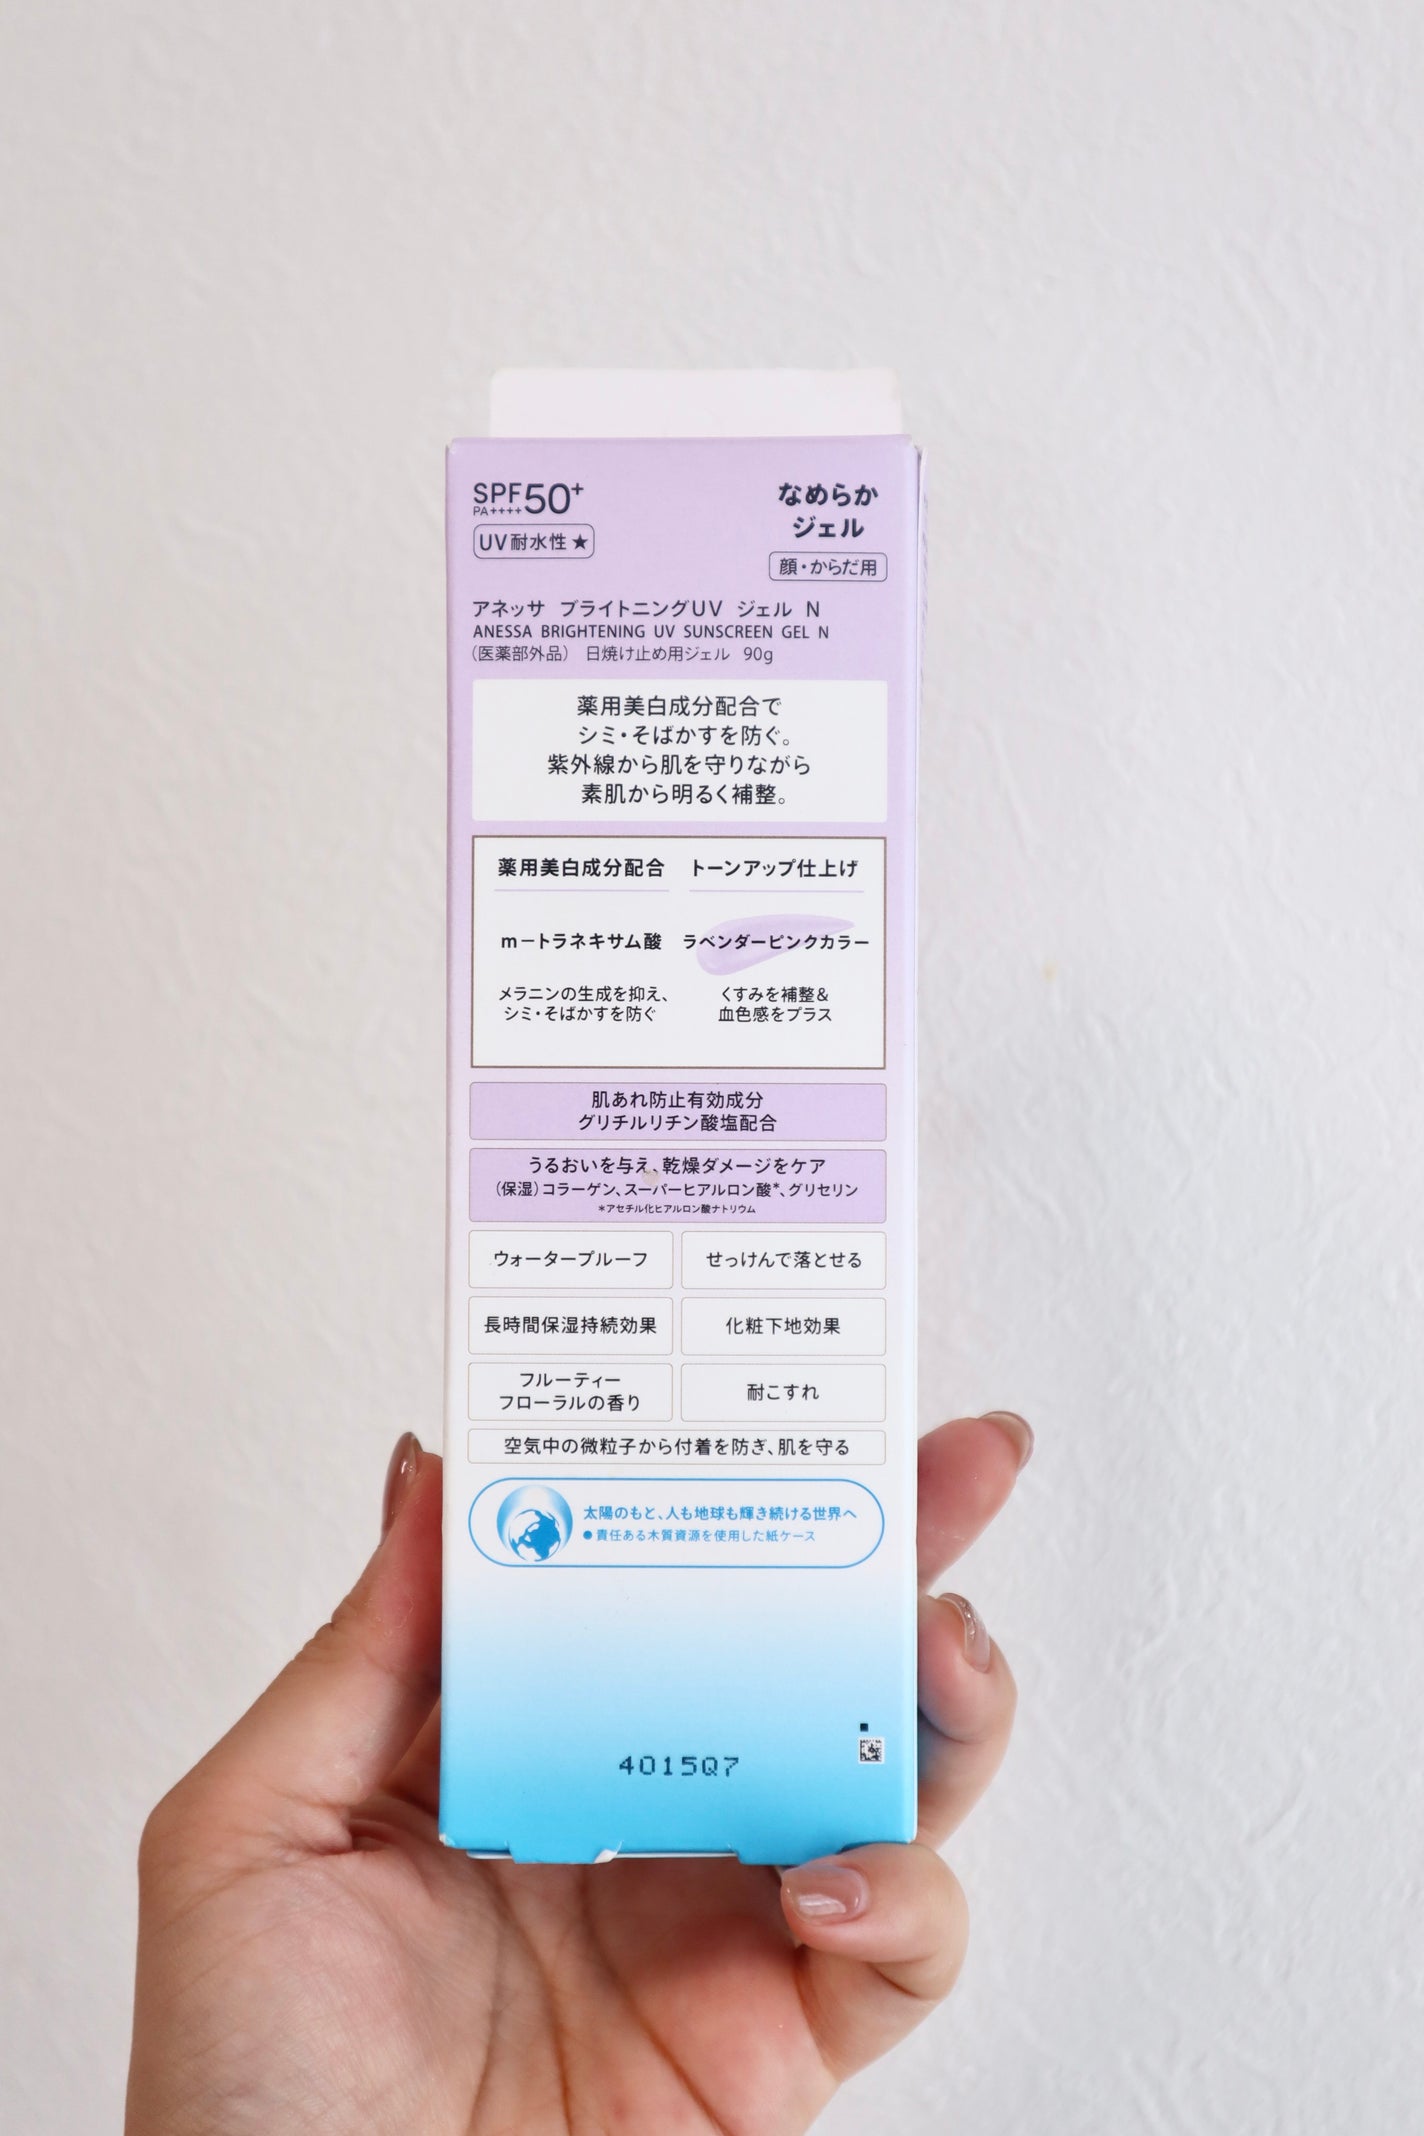 SPF50+
PA++++
UV耐水性★
なめらか
ジェル
顔・からだ用
アネッサ ブライトニングUV ジェル N
ANESSA BRIGHTENING UV SUNSCREEN GEL N
(医薬部外品) 日焼け止め用ジェル 90g
薬用美白成分配合で
シミ・そばかすを防ぐ。
紫外線から肌を守りながら
素肌から明るく補整。
薬用美白成分配合
m−トラネキサム酸
メラニンの生成を抑え、
シミ・そばかすを防ぐ
トーンアップ仕上げ
ラベンダーピンクカラー
くすみを補整&
血色感をプラス
肌あれ防止有効成分
グリチルリチン酸塩配合
うるおいを与え、乾燥ダメージをケア
(保湿)コラーゲン、スーパーヒアルロン酸*、グリセリン
*アセチル化ヒアルロン酸ナトリウム
ウォータープルーフ
せっけんで落とせる
長時間保湿持続効果
化粧下地効果
フルーティー
フローラルの香り
耐こすれ
空気中の微粒子から付着を防ぎ、肌を守る
太陽のもと、人も地球も輝き続ける世界へ
●責任ある木質資源を使用した紙ケース
4015Q7